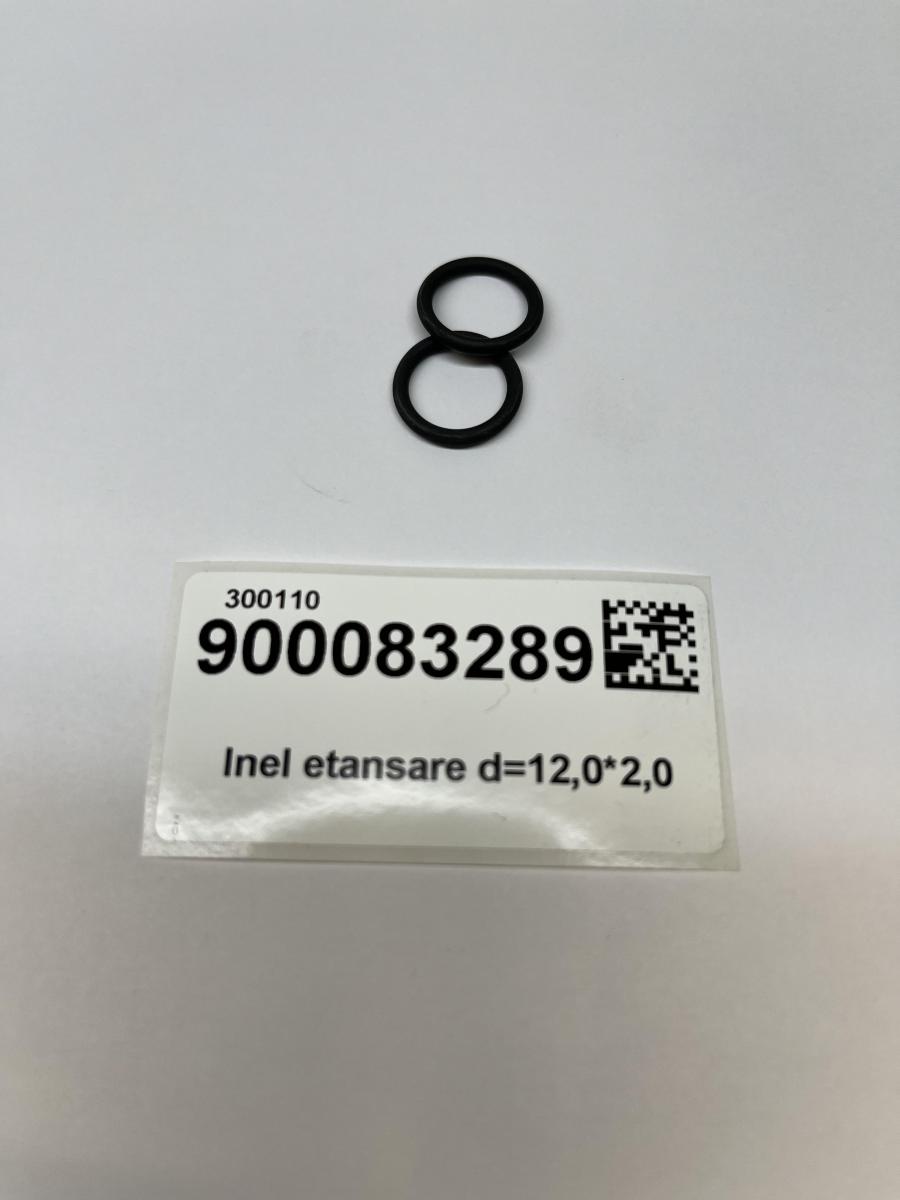 300110
900083289
Inel etansare d=12,0*2,0